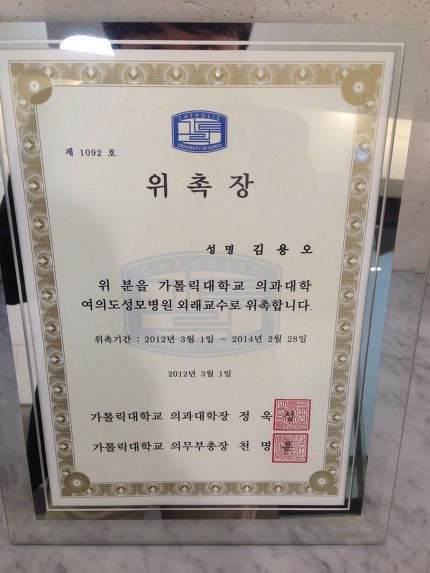 CATHOLIC
UNIVERSITY OF KOREA
제 1092 호
위 촉 장
성 명 김 용 오
위 분을 가톨릭대학교 의과대학
여의도성모병원 외래교수로 위촉합니다.
위촉기간 : 2012년 3월 1일 ~ 2014년 2월 28일
2012년 3월 1일
가톨릭대학교 의과대학장 정 욱 성
가톨릭대학교 의무부총장 천 명 훈